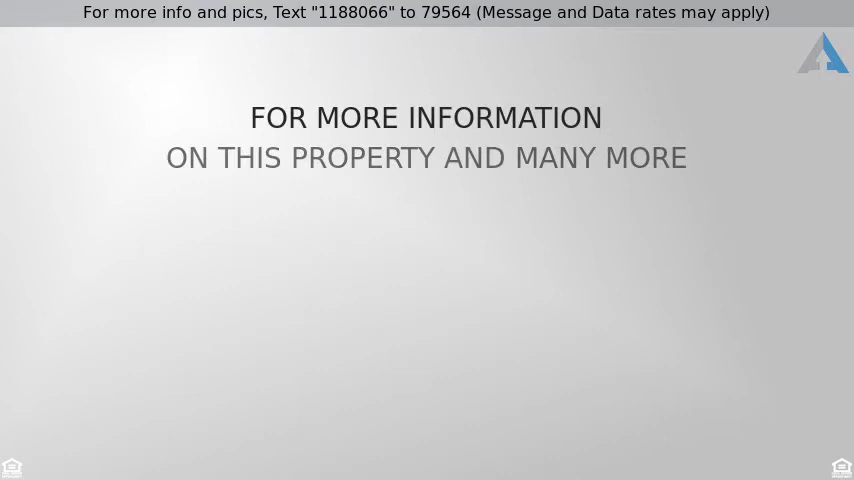 For more info and pics, Text "1188066" to 79564 (Message and Data rates may apply)
FOR MORE INFORMATION
ON THIS PROPERTY AND MANY MORE